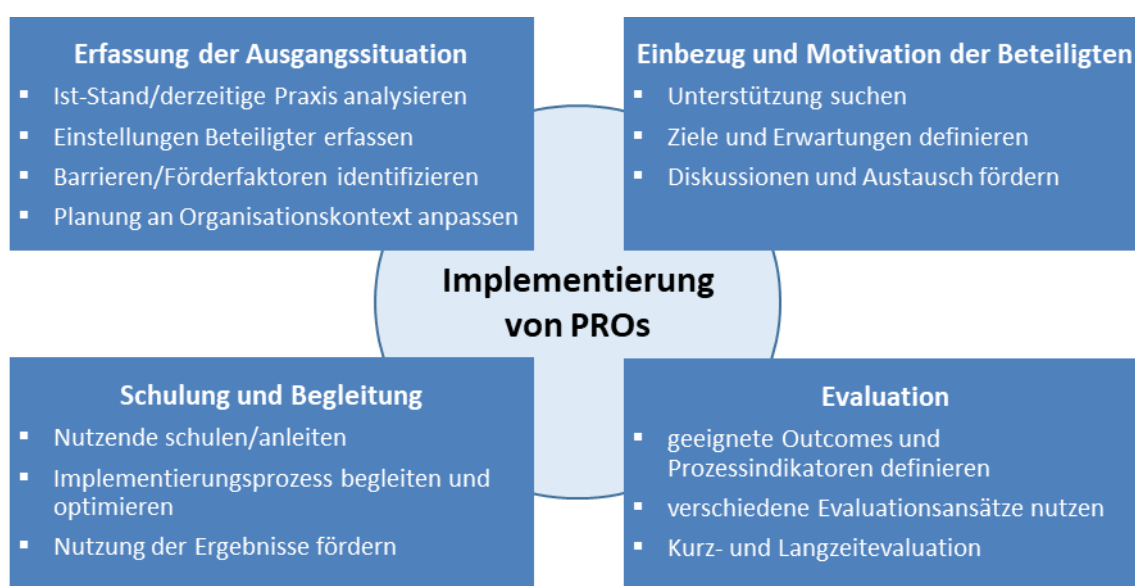 Erfassung der Ausgangssituation
▪ Ist-Stand/derzeitige Praxis analysieren
▪ Einstellungen Beteiligter erfassen
▪ Barrieren/Förderfaktoren identifizieren
▪ Planung an Organisationskontext anpassen
Einbezug und Motivation der Beteiligten
▪ Unterstützung suchen
▪ Ziele und Erwartungen definieren
▪ Diskussionen und Austausch fördern
Implementierung
von PROs
Schulung und Begleitung
▪ Nutzende schulen/anleiten
▪ Implementierungsprozess begleiten und
optimieren
▪ Nutzung der Ergebnisse fördern
Evaluation
▪ geeignete Outcomes und
Prozessindikatoren definieren
▪ verschiedene Evaluationsansätze nutzen
▪ Kurz- und Langzeitevaluation